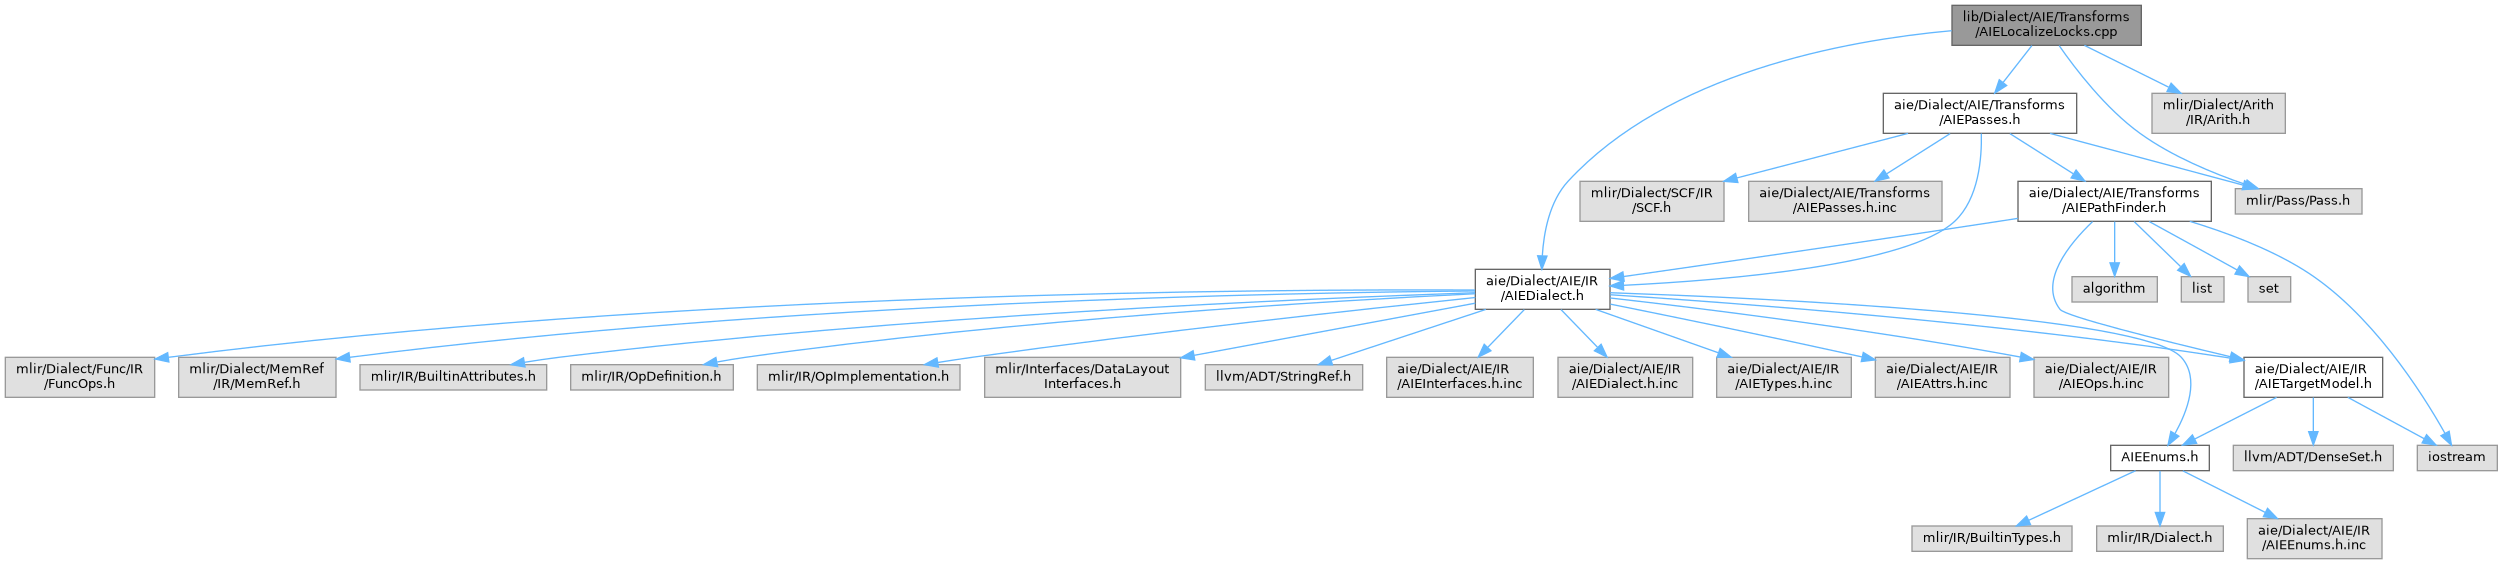 lib/Dialect/AIE/Transforms
/AIELocalizeLocks.cpp
aie/Dialect/AIE/Transforms
/AIEPasses.h
mlir/Dialect/Arith
/IR/Arith.h
mlir/Dialect/SCF/IR
/SCF.h
aie/Dialect/AIE/Transforms
/AIEPasses.h.inc
aie/Dialect/AIE/Transforms
/AIEPathFinder.h
mlir/Pass/Pass.h
aie/Dialect/AIE/IR
/AIEDialect.h
algorithm
list
set
mlir/Dialect/Func/IR
/FuncOps.h
mlir/Dialect/MemRef
/IR/MemRef.h
mlir/IR/BuiltinAttributes.h
mlir/IR/OpDefinition.h
mlir/IR/OpImplementation.h
mlir/Interfaces/DataLayout
Interfaces.h
llvm/ADT/StringRef.h
aie/Dialect/AIE/IR
/AIEInterfaces.h.inc
aie/Dialect/AIE/IR
/AIEDialect.h.inc
aie/Dialect/AIE/IR
/AIETypes.h.inc
aie/Dialect/AIE/IR
/AIEAttrs.h.inc
aie/Dialect/AIE/IR
/AIEOps.h.inc
aie/Dialect/AIE/IR
/AIETargetModel.h
AIEEnums.h
llvm/ADT/DenseSet.h
iostream
mlir/IR/BuiltinTypes.h
mlir/IR/Dialect.h
aie/Dialect/AIE/IR
/AIEEnums.h.inc